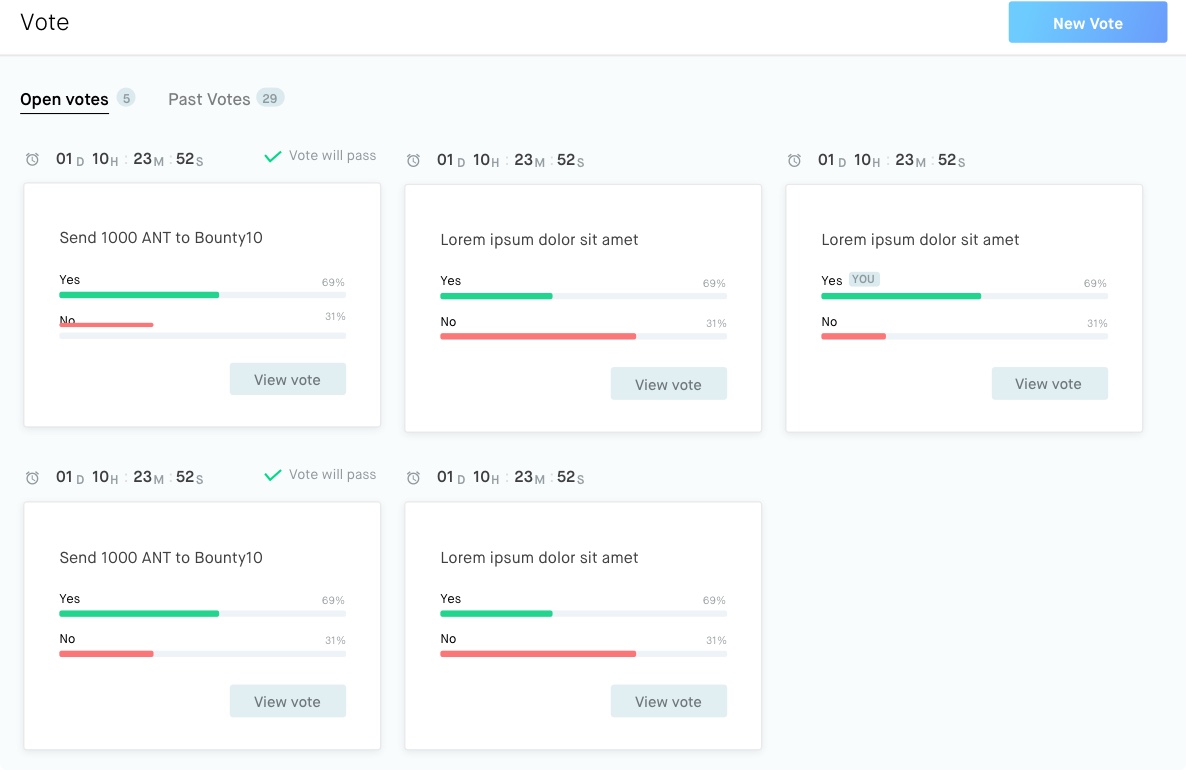 Vote
New Vote
Open votes 5 Past Votes 29
01 D 10 H : 23 M : 52 S Vote will pass
Send 1000 ANT to Bounty10
Yes 69%
No 31%
View vote
01 D 10 H : 23 M : 52 S
Lorem ipsum dolor sit amet
Yes 69%
No 31%
View vote
01 D 10 H : 23 M : 52 S
Lorem ipsum dolor sit amet
Yes YOU 69%
No 31%
View vote
01 D 10 H : 23 M : 52 S Vote will pass
Send 1000 ANT to Bounty10
Yes 69%
No 31%
View vote
01 D 10 H : 23 M : 52 S
Lorem ipsum dolor sit amet
Yes 69%
No 31%
View vote